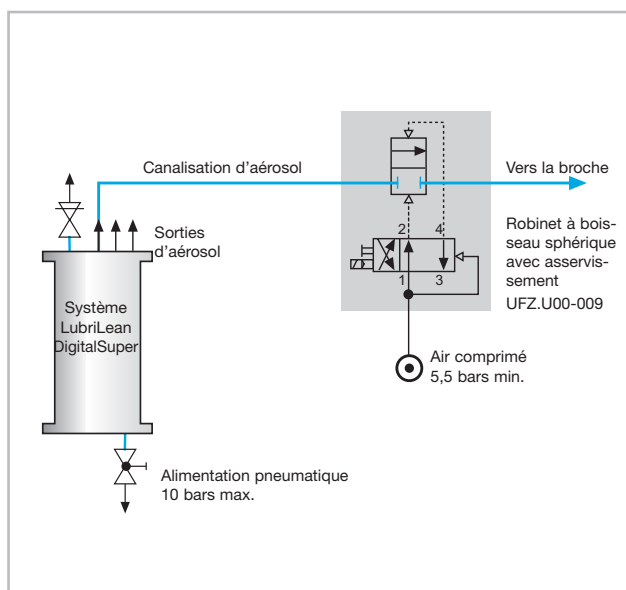 Canalisation d'aérosol
Vers la broche
Sorties
d'aérosol
2 4
1 3
Robinet à bois-
seau sphérique
avec asservis-
sement
UFZ.U00-009
Système
LubriLean
DigitalSuper
Air comprimé
5,5 bars min.
Alimentation pneumatique
10 bars max.